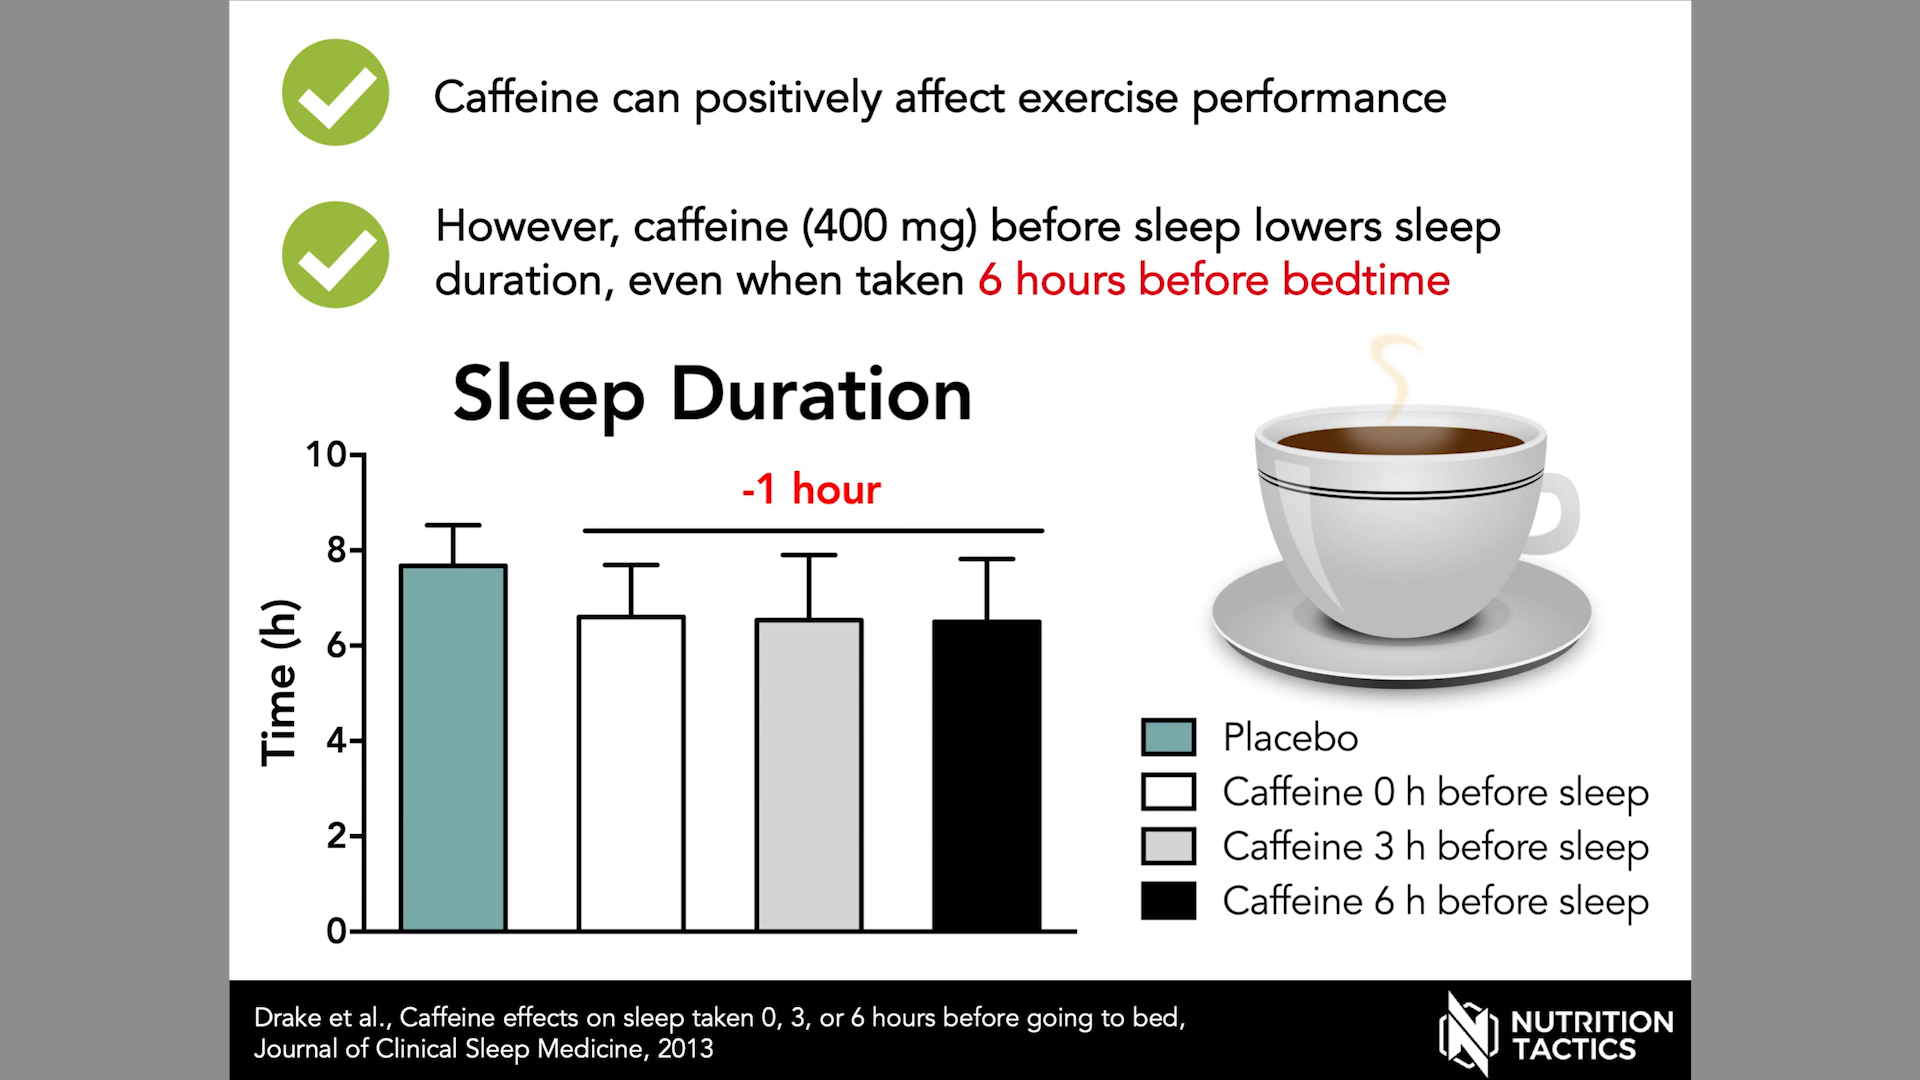 Caffeine can positively affect exercise performance
However, caffeine (400 mg) before sleep lowers sleep
duration, even when taken 6 hours before bedtime
Sleep Duration
-1 hour
Time (h)
10
8
6
4
2
0
Placebo
Caffeine 0 h before sleep
Caffeine 3 h before sleep
Caffeine 6 h before sleep
Drake et al., Caffeine effects on sleep taken 0, 3, or 6 hours before going to bed,
Journal of Clinical Sleep Medicine, 2013
NUTRITION
TACTICS